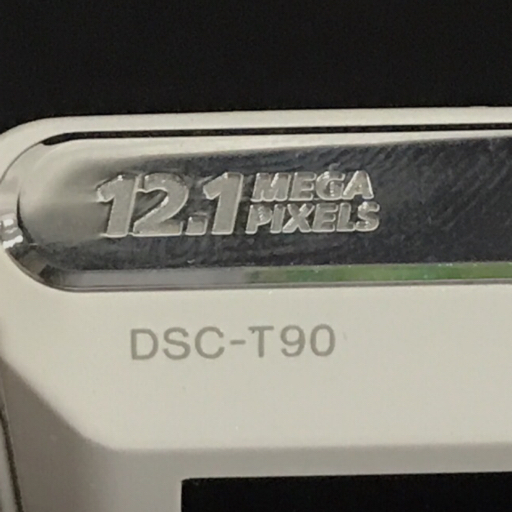 12.1 MEGA
PIXELS
DSC-T90